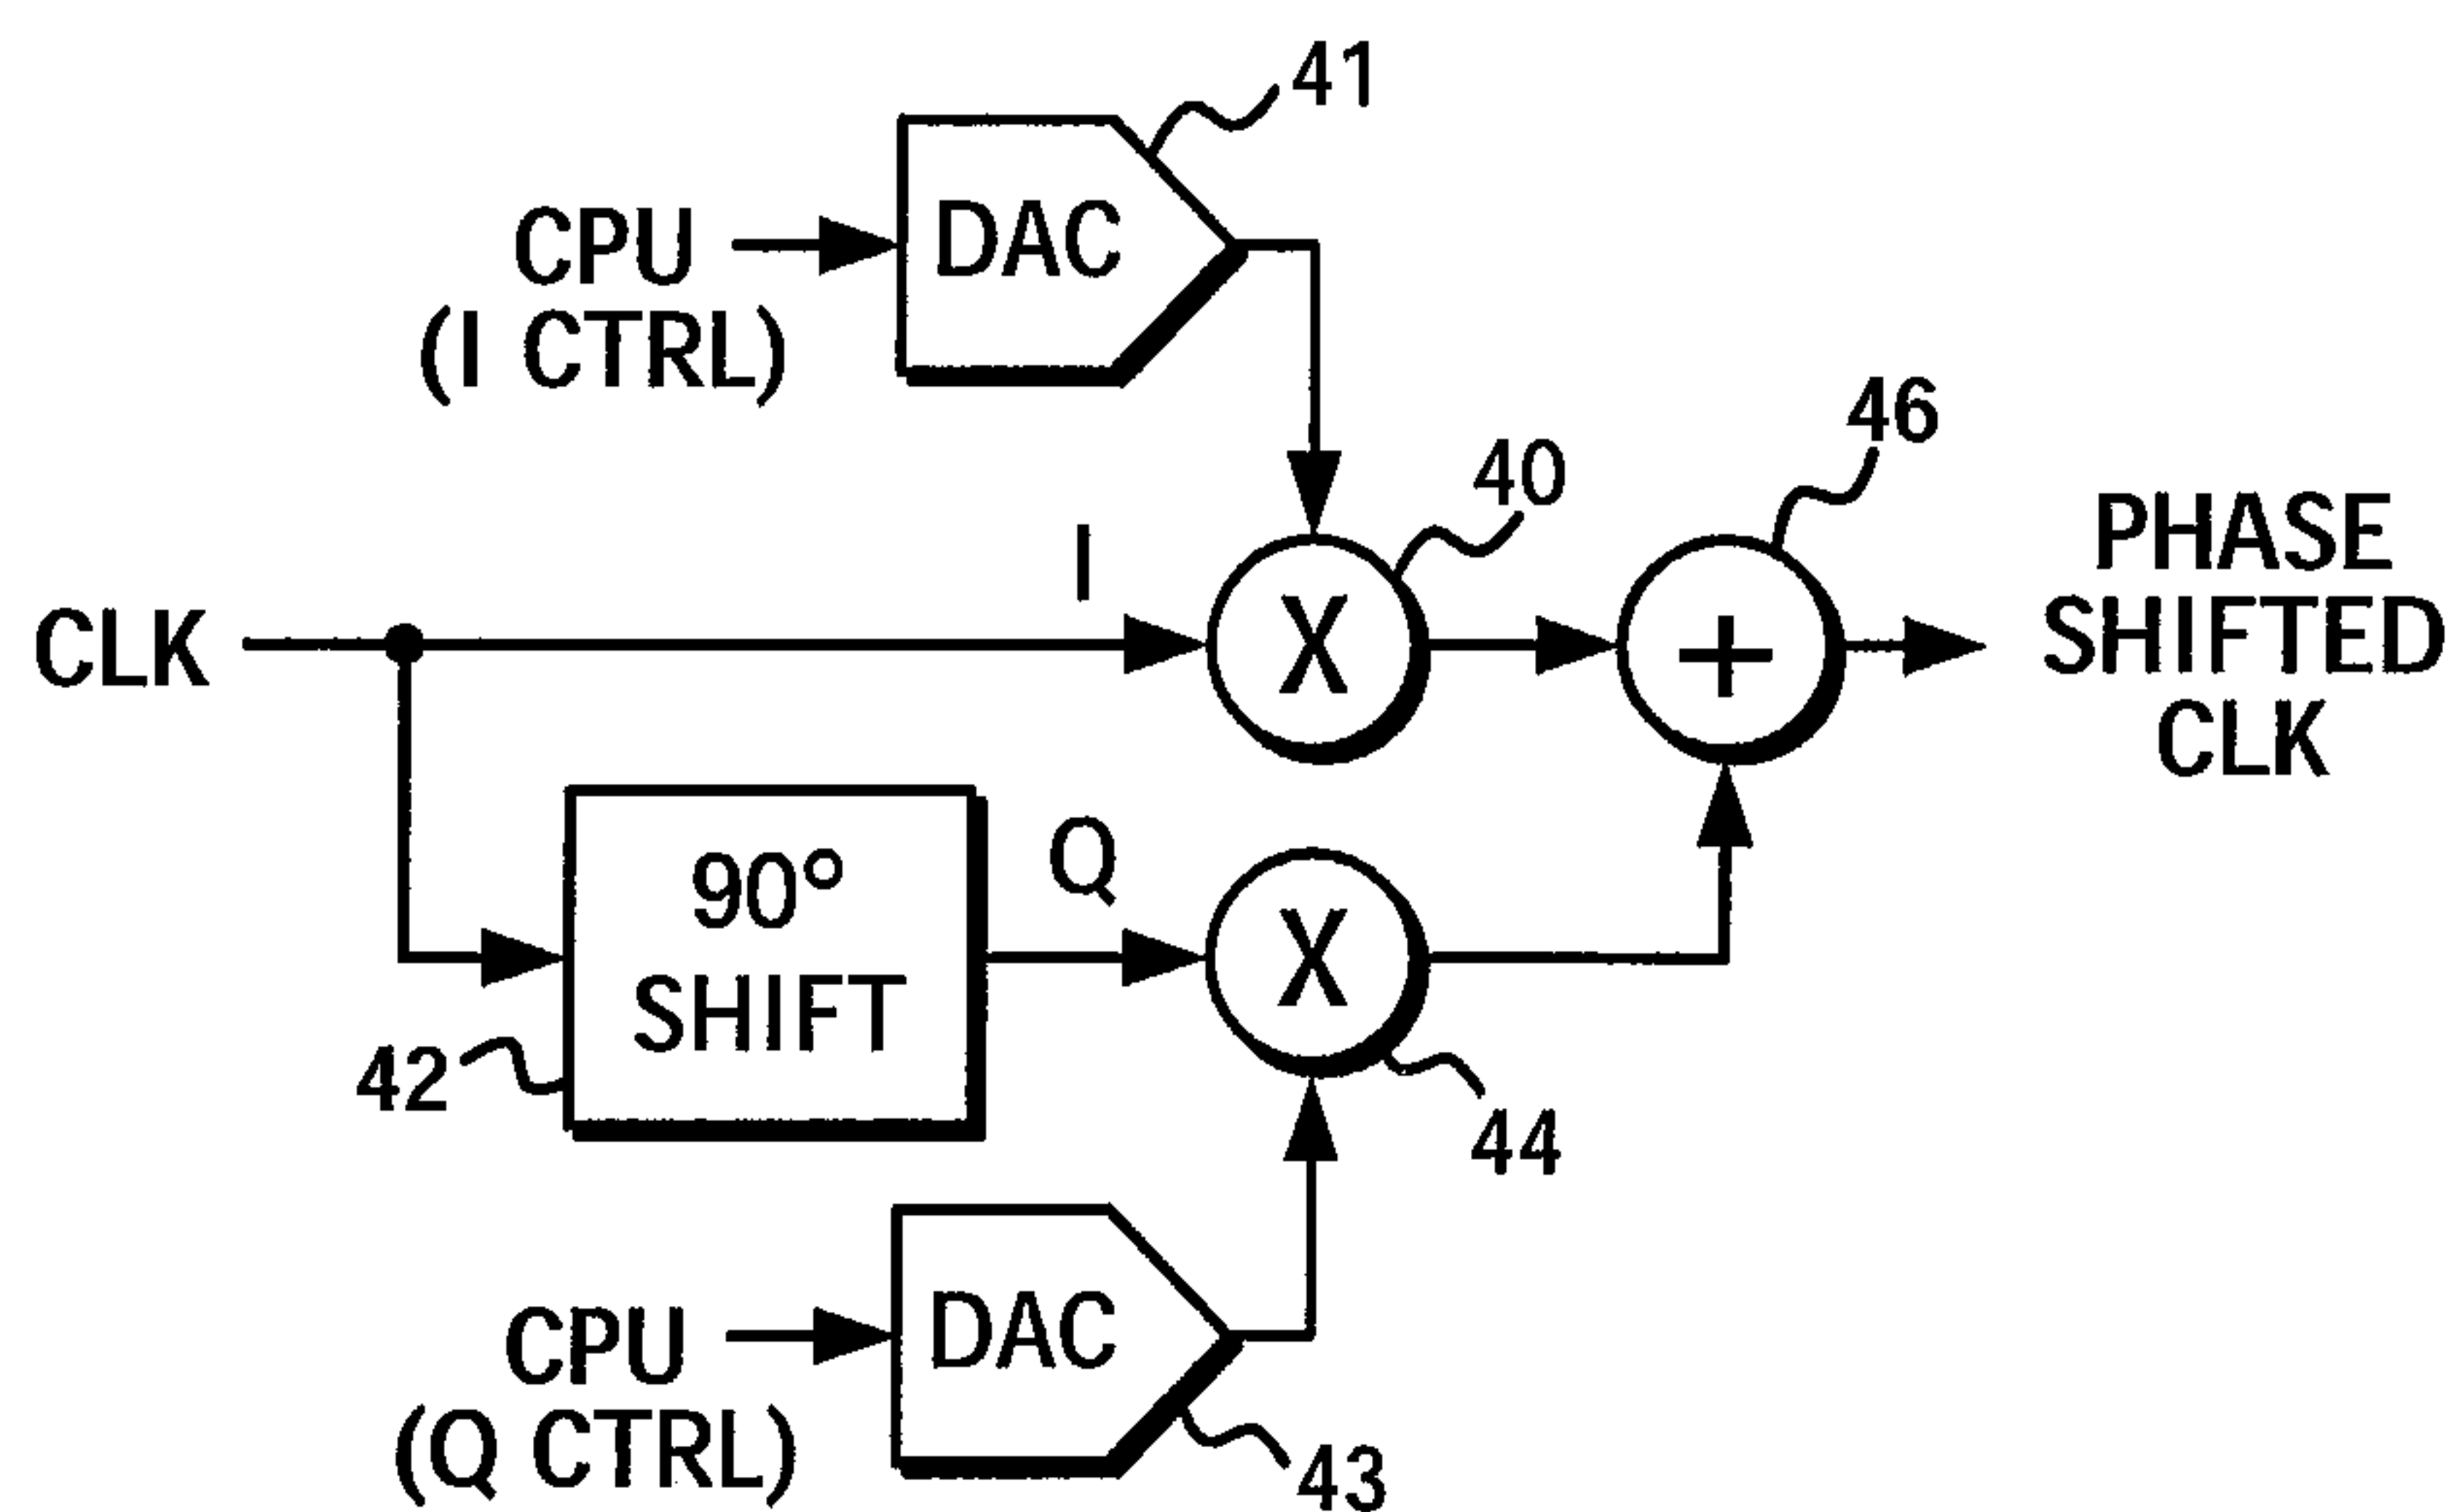 41
DAC
CPU
(I CTRL)
46
40
I
PHASE
SHIFTED
CLK
CLK
X
+
Q
90°
SHIFT
X
42
44
DAC
CPU
(Q CTRL)
43